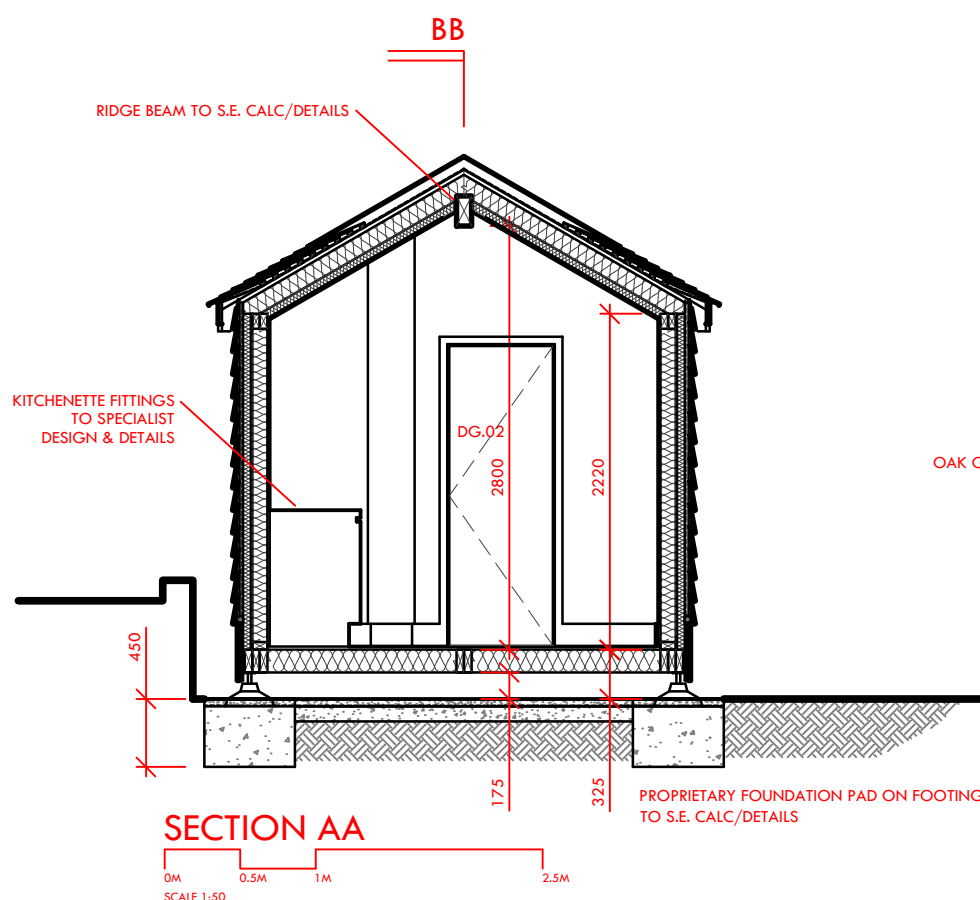 BB
RIDGE BEAM TO S.E. CALC/DETAILS
KITCHENETTE FITTINGS
TO SPECIALIST
DESIGN & DETAILS
DG.02
2800
2220
OAK
450
175
325
PROPRIETARY FOUNDATION PAD ON FOOTING
TO S.E. CALC/DETAILS
SECTION AA
0M 0.5M 1M 2.5M
SCALE 1:50